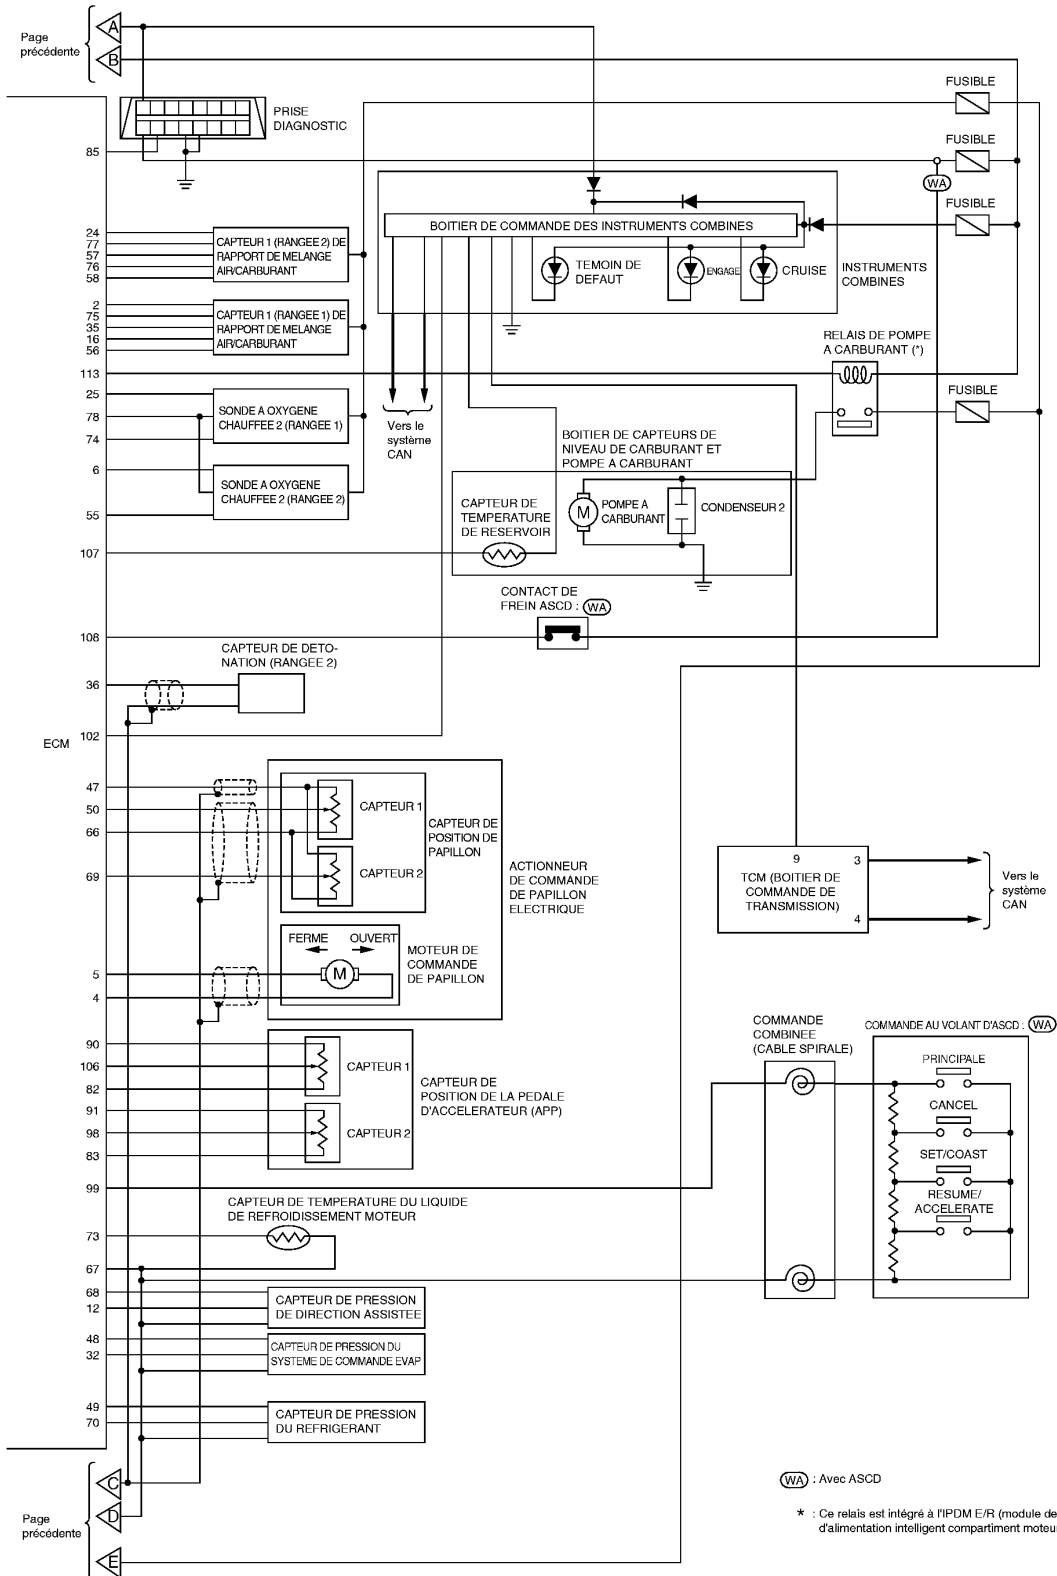 Page
précédente
A
B
PRISE
DIAGNOSTIC
FUSIBLE
FUSIBLE
WA
FUSIBLE
85
24
77
57
76
58
CAPTEUR 1 (RANGEE 2) DE
RAPPORT DE MELANGE
AIR/CARBURANT
BOITIER DE COMMANDE DES INSTRUMENTS COMBINES
TEMOIN DE
DEFAUT
ENGAGE
CRUISE
INSTRUMENTS
COMBINES
2
75
35
16
56
CAPTEUR 1 (RANGEE 1) DE
RAPPORT DE MELANGE
AIR/CARBURANT
RELAIS DE POMPE
A CARBURANT (*)
113
FUSIBLE
25
78
74
SONDE A OXYGENE
CHAUFFEE 2 (RANGEE 1)
Vers le
système
CAN
6
55
SONDE A OXYGENE
CHAUFFEE 2 (RANGEE 2)
BOITIER DE CAPTEURS DE
NIVEAU DE CARBURANT ET
POMPE A CARBURANT
CAPTEUR DE
TEMPERATURE
DE RESERVOIR
M
POMPE A
CARBURANT
CONDENSEUR 2
107
CONTACT DE
FREIN ASCD : WA
108
CAPTEUR DE DETO-
NATION (RANGEE 2)
36
ECM
102
47
50
66
69
CAPTEUR 1
CAPTEUR 2
CAPTEUR DE
POSITION DE
PAPILLON
ACTIONNEUR
DE COMMANDE
DE PAPILLON
ELECTRIQUE
9
3
4
TCM (BOITIER DE
COMMANDE DE
TRANSMISSION)
Vers le
système
CAN
FERME
OUVERT
M
MOTEUR DE
COMMANDE
DE PAPILLON
5
4
90
106
82
91
98
83
CAPTEUR 1
CAPTEUR 2
CAPTEUR DE
POSITION DE LA PEDALE
D'ACCELERATEUR (APP)
COMMANDE
COMBINEE
(CABLE SPIRALE)
COMMANDE AU VOLANT D'ASCD : WA
PRINCIPALE
CANCEL
SET/COAST
RESUME/
ACCELERATE
99
CAPTEUR DE TEMPERATURE DU LIQUIDE
DE REFROIDISSEMENT MOTEUR
73
67
68
12
CAPTEUR DE PRESSION
DE DIRECTION ASSISTEE
48
32
CAPTEUR DE PRESSION DU
SYSTEME DE COMMANDE EVAP
49
70
CAPTEUR DE PRESSION
DU REFRIGERANT
Page
précédente
C
D
E
WA : Avec ASCD
* : Ce relais est intégré à l'IPDM E/R (module de
d'alimentation intelligent compartiment moteu